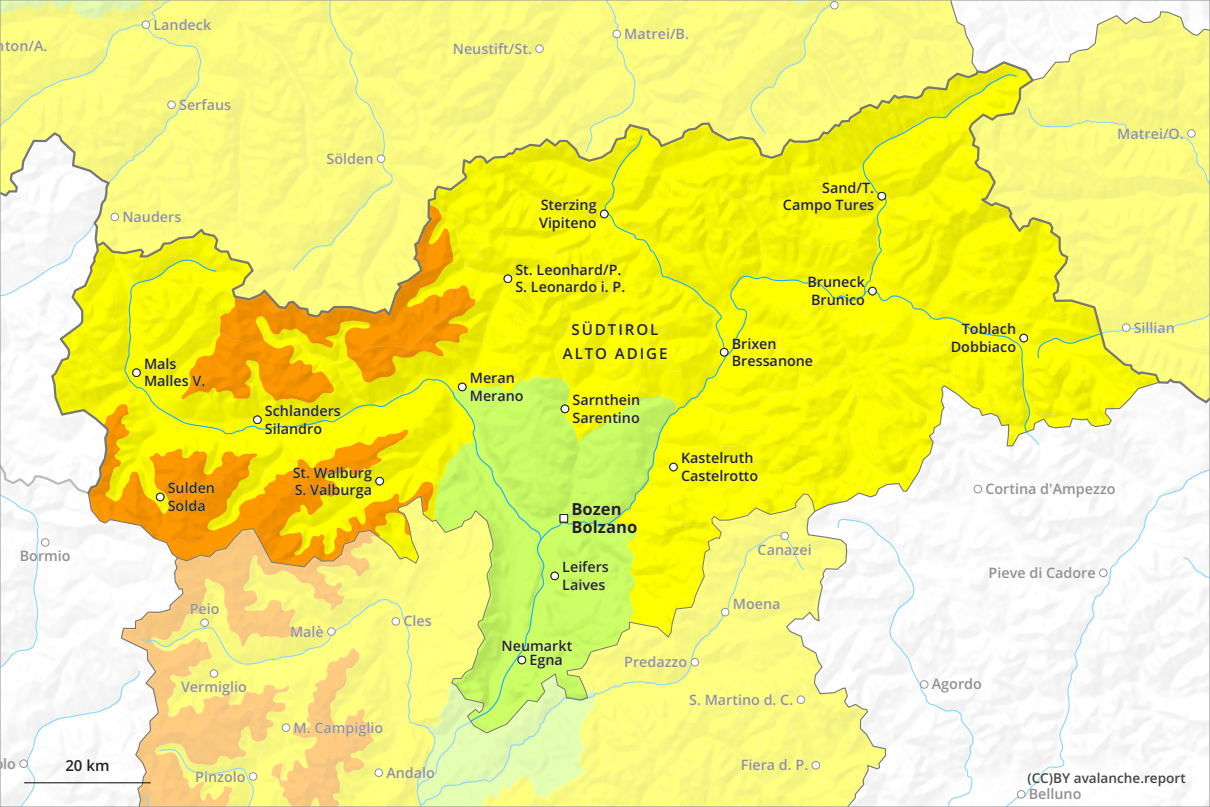 Landeck
nton/A.
Neustift/St.
Matrei/B.
Serfaus
Matrei/O.
Sölden
Nauders
Sterzing
Vipiteno
Sand/T.
Campo Tures
St. Leonhard/P.
S. Leonardo i. P.
Bruneck
Brunico
SÜDTIROL
ALTO ADIGE
Toblach
Dobbiaco
Sillian
Brixen
Bressanone
Mals
Malles V.
Meran
Merano
Sarnthein
Sarentino
Schlanders
Silandro
Kastelruth
Castelrotto
St. Walburg
S. Valburga
Sulden
Solda
Cortina d'Ampezzo
Bozen
Bolzano
Bormio
Canazei
Leifers
Laives
Pieve di Cadore
Peio
Moena
Malè
Cles
Neumarkt
Egna
Predazzo
Vermiglio
Agordo
S. Martino d. C.
M. Campiglio
20 km
olo
Pinzolo
Andalo
Fiera d. P.
(CC)BY avalanche.report
Belluno